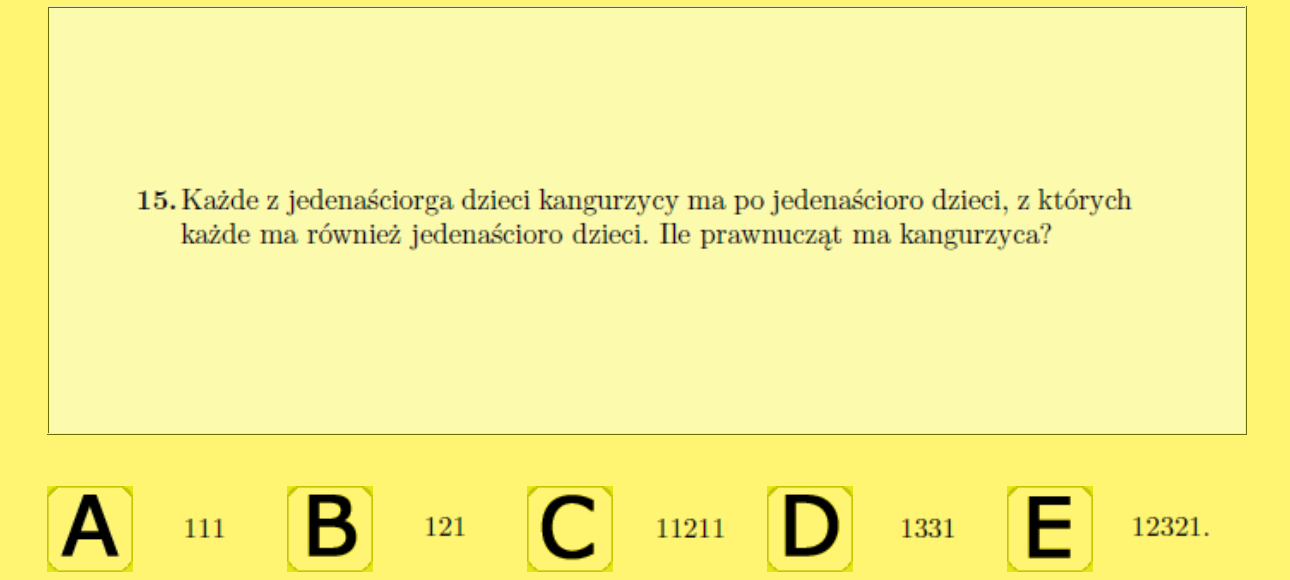 15. Każde z jedenaściorga dzieci kangurzycy ma po jedenaścioro dzieci, z których
każde ma również jedenaścioro dzieci. Ile prawnucząt ma kangurzyca?
A 111 B 121 C 11211 D 1331 E 12321.